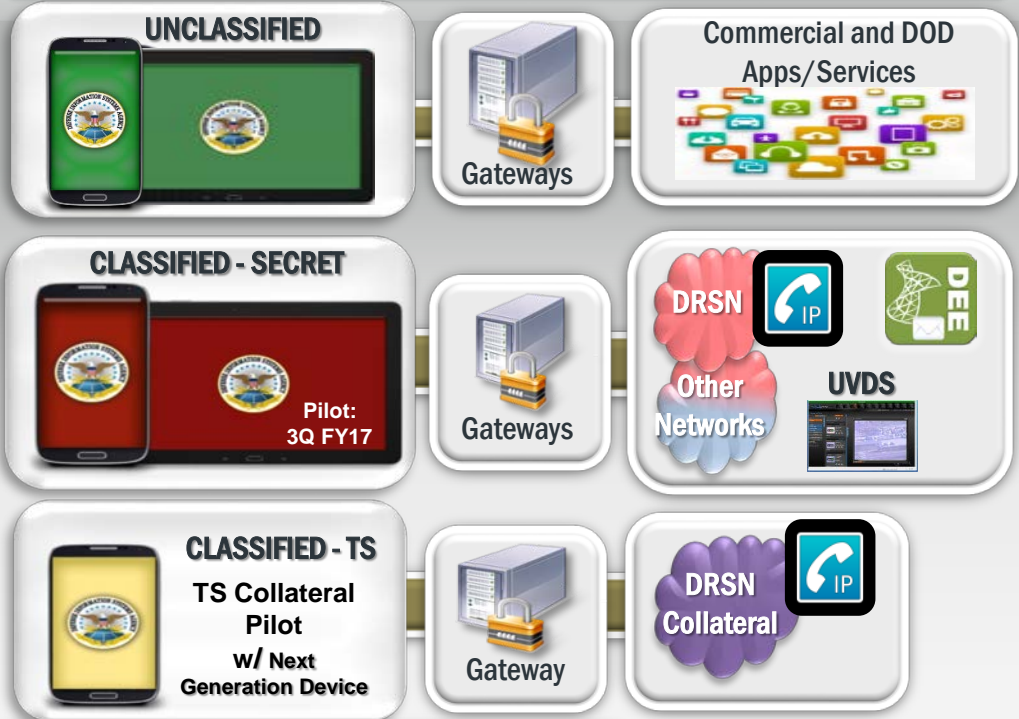 UNCLASSIFIED
Gateways
Commercial and DOD
Apps/Services
CLASSIFIED - SECRET
Pilot:
3Q FY17
Gateways
DRSN
IP
DEE
Other
Networks
UVDS
CLASSIFIED - TS
TS Collateral
Pilot
w/ Next
Generation Device
Gateway
DRSN
Collateral
IP